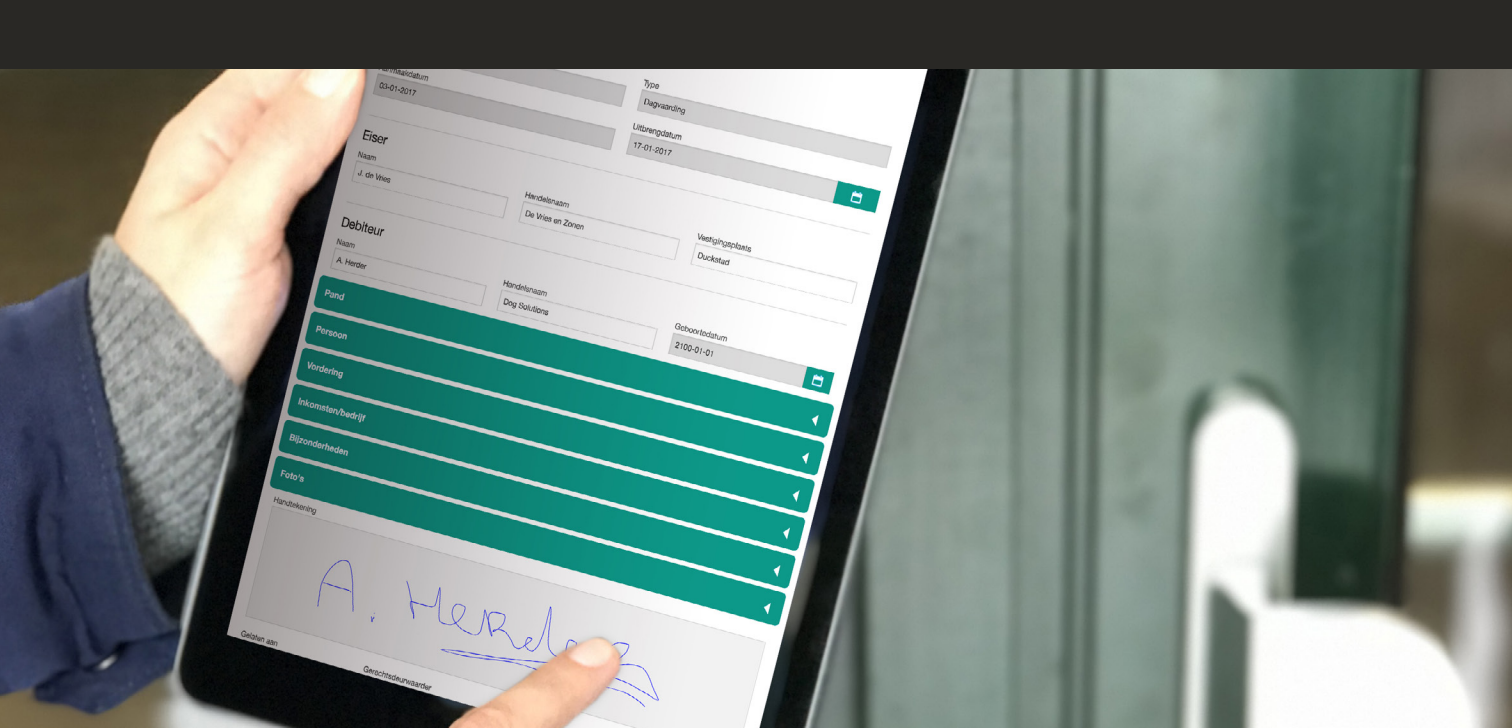 Aanmaakdatum
03-01-2017
Type
Dagvaarding
Uitbrengdatum
17-01-2017
Eiser
Naam
J. de Vries
Handelsnaam
De Vries en Zonen
Vestigingsplaats
Duckstad
Debiteur
Naam
A. Herder
Handelsnaam
Dog Solutions
Geboortedatum
2100-01-01
Pand
Persoon
Vordering
Inkomsten/bedrijf
Bijzonderheden
Foto's
Handtekening
A. Herder
Gelaten aan
Gerechtsdeurwaarder